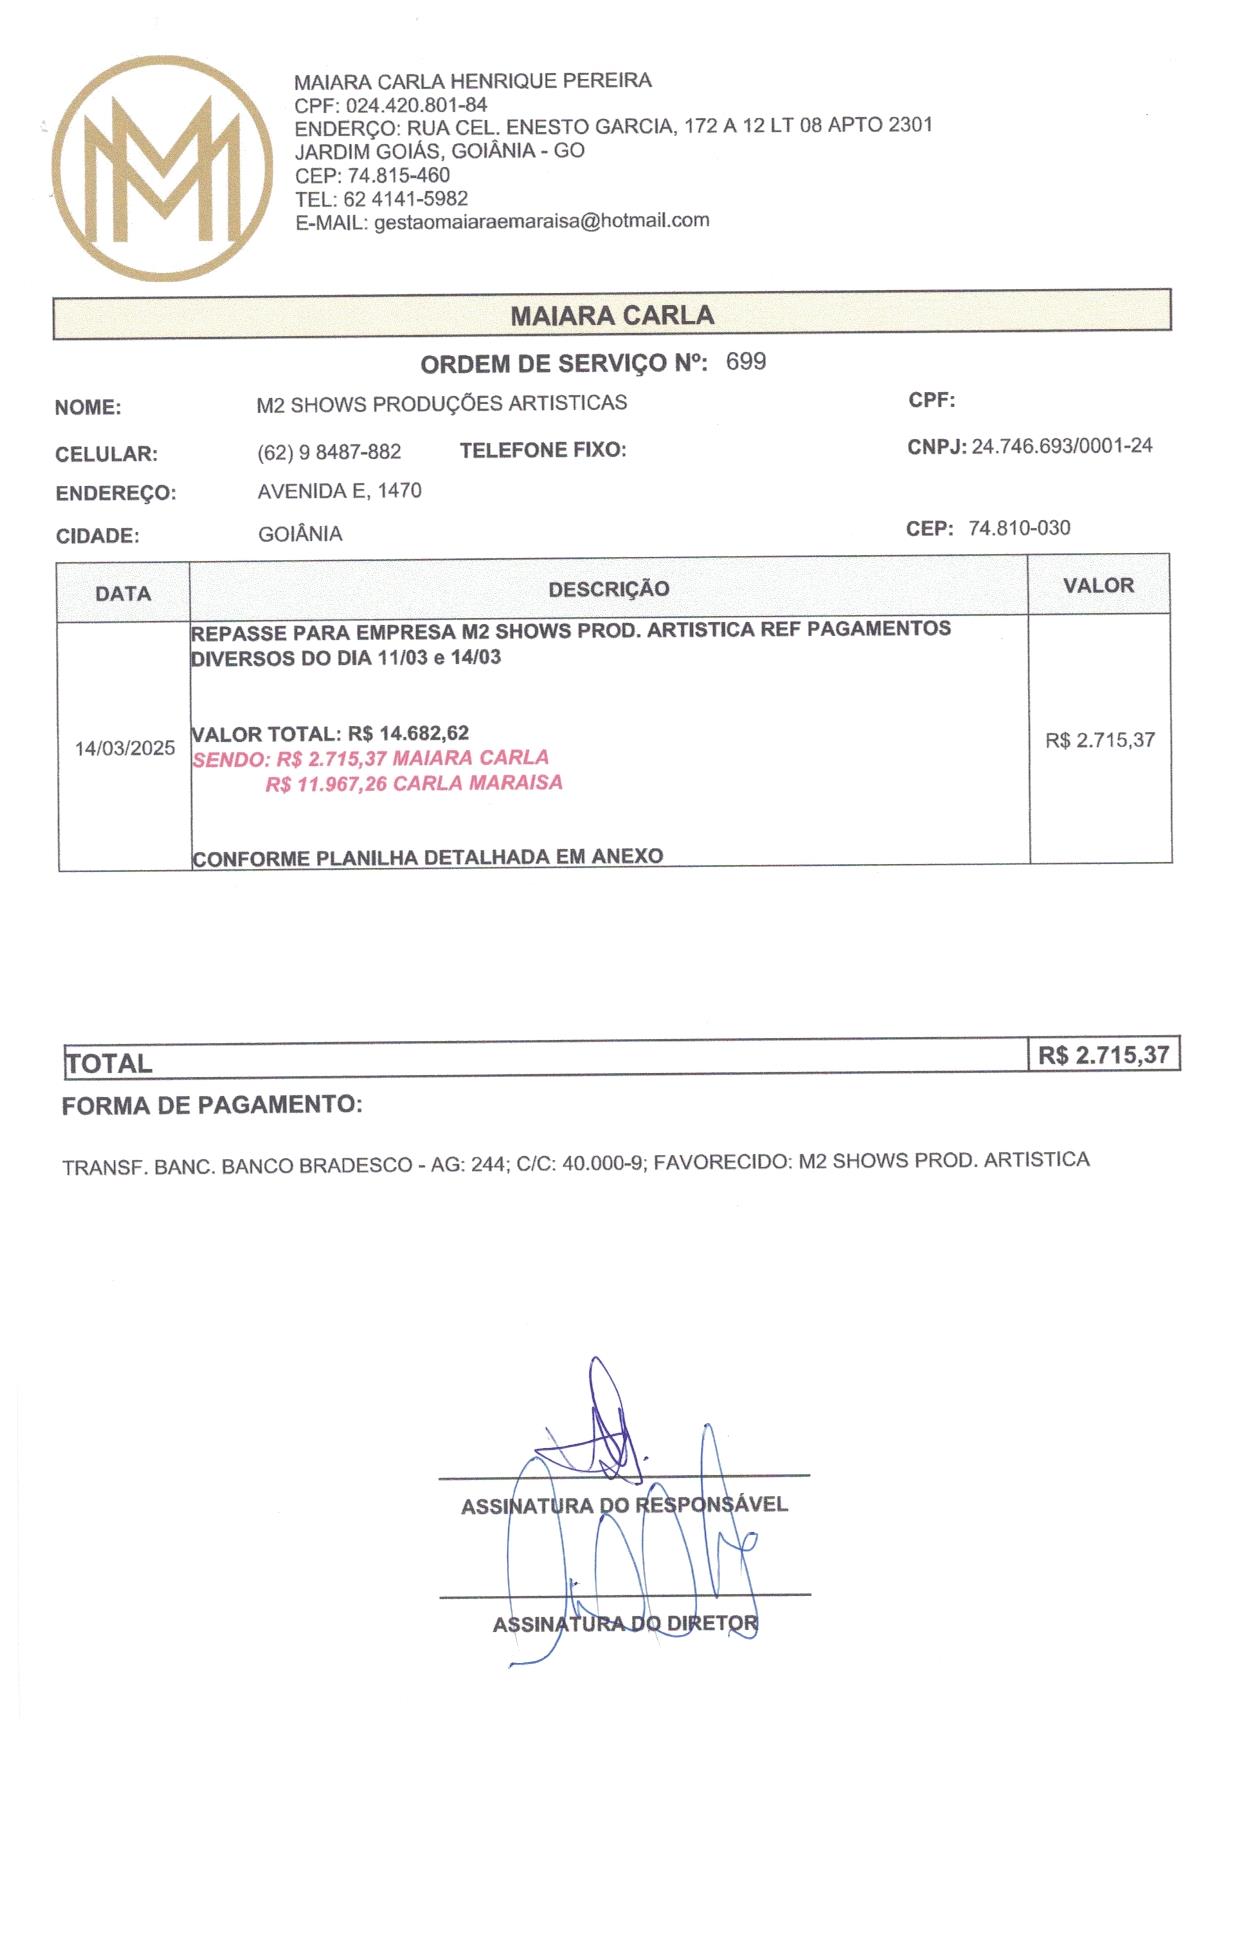 MAIARA CARLA HENRIQUE PEREIRA
CPF: 024.420.801-84
ENDERÇO: RUA CEL. ENESTO GARCIA, 172 A 12 LT 08 APTO 2301
JARDIM GOIÁS, GOIÂNIA - GO
CEP: 74.815-460
TEL: 62 4141-5982
E-MAIL: gestaomaiaraemaraisa@hotmail.com
MAIARA CARLA
ORDEM DE SERVIÇO Nº: 699
NOME: M2 SHOWS PRODUÇÕES ARTISTICAS CPF:
CELULAR: (62) 9 8487-882 TELEFONE FIXO: CNPJ: 24.746.693/0001-24
ENDEREÇO: AVENIDA E, 1470
CIDADE: GOIÂNIA CEP: 74.810-030
DATA DESCRIÇÃO VALOR
REPASSE PARA EMPRESA M2 SHOWS PROD. ARTISTICA REF PAGAMENTOS
DIVERSOS DO DIA 11/03 e 14/03
VALOR TOTAL: R$ 14.682,62
14/03/2025 SENDO: R$ 2.715,37 MAIARA CARLA R$ 2.715,37
R$ 11.967,26 CARLA MARAISA
CONFORME PLANILHA DETALHADA EM ANEXO
TOTAL R$ 2.715,37
FORMA DE PAGAMENTO:
TRANSF. BANC. BANCO BRADESCO - AG: 244; C/C: 40.000-9; FAVORECIDO: M2 SHOWS PROD. ARTISTICA
ASSINATURA DO RESPONSÁVEL
ASSINATURA DO DIRETOR